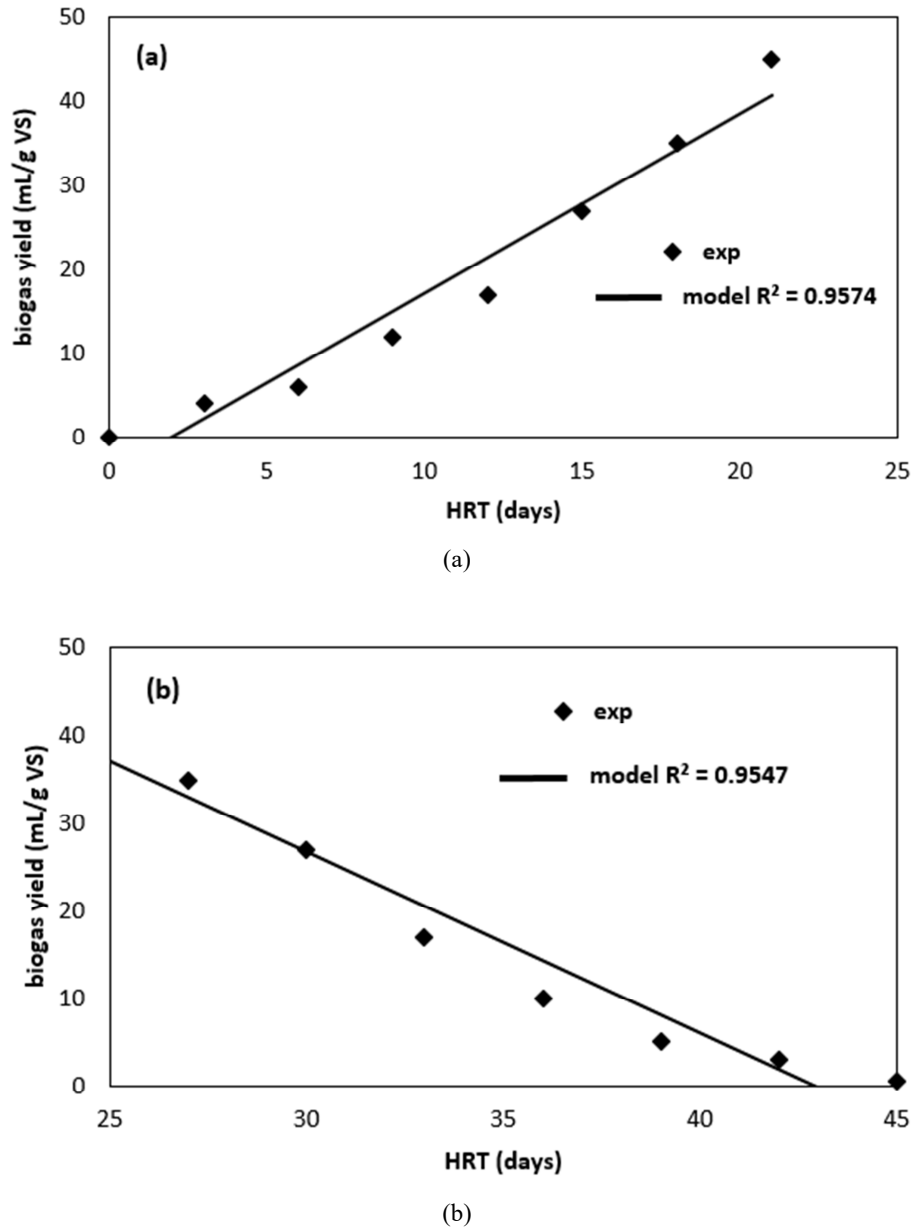 (a)
50
40
30
20
10
0
biogas yield (mL/g VS)
exp
model R² = 0.9574
0 5 10 15 20 25
HRT (days)
(a)
(b)
50
40
30
20
10
0
biogas yield (mL/g VS)
exp
model R² = 0.9547
25 30 35 40 45
HRT (days)
(b)